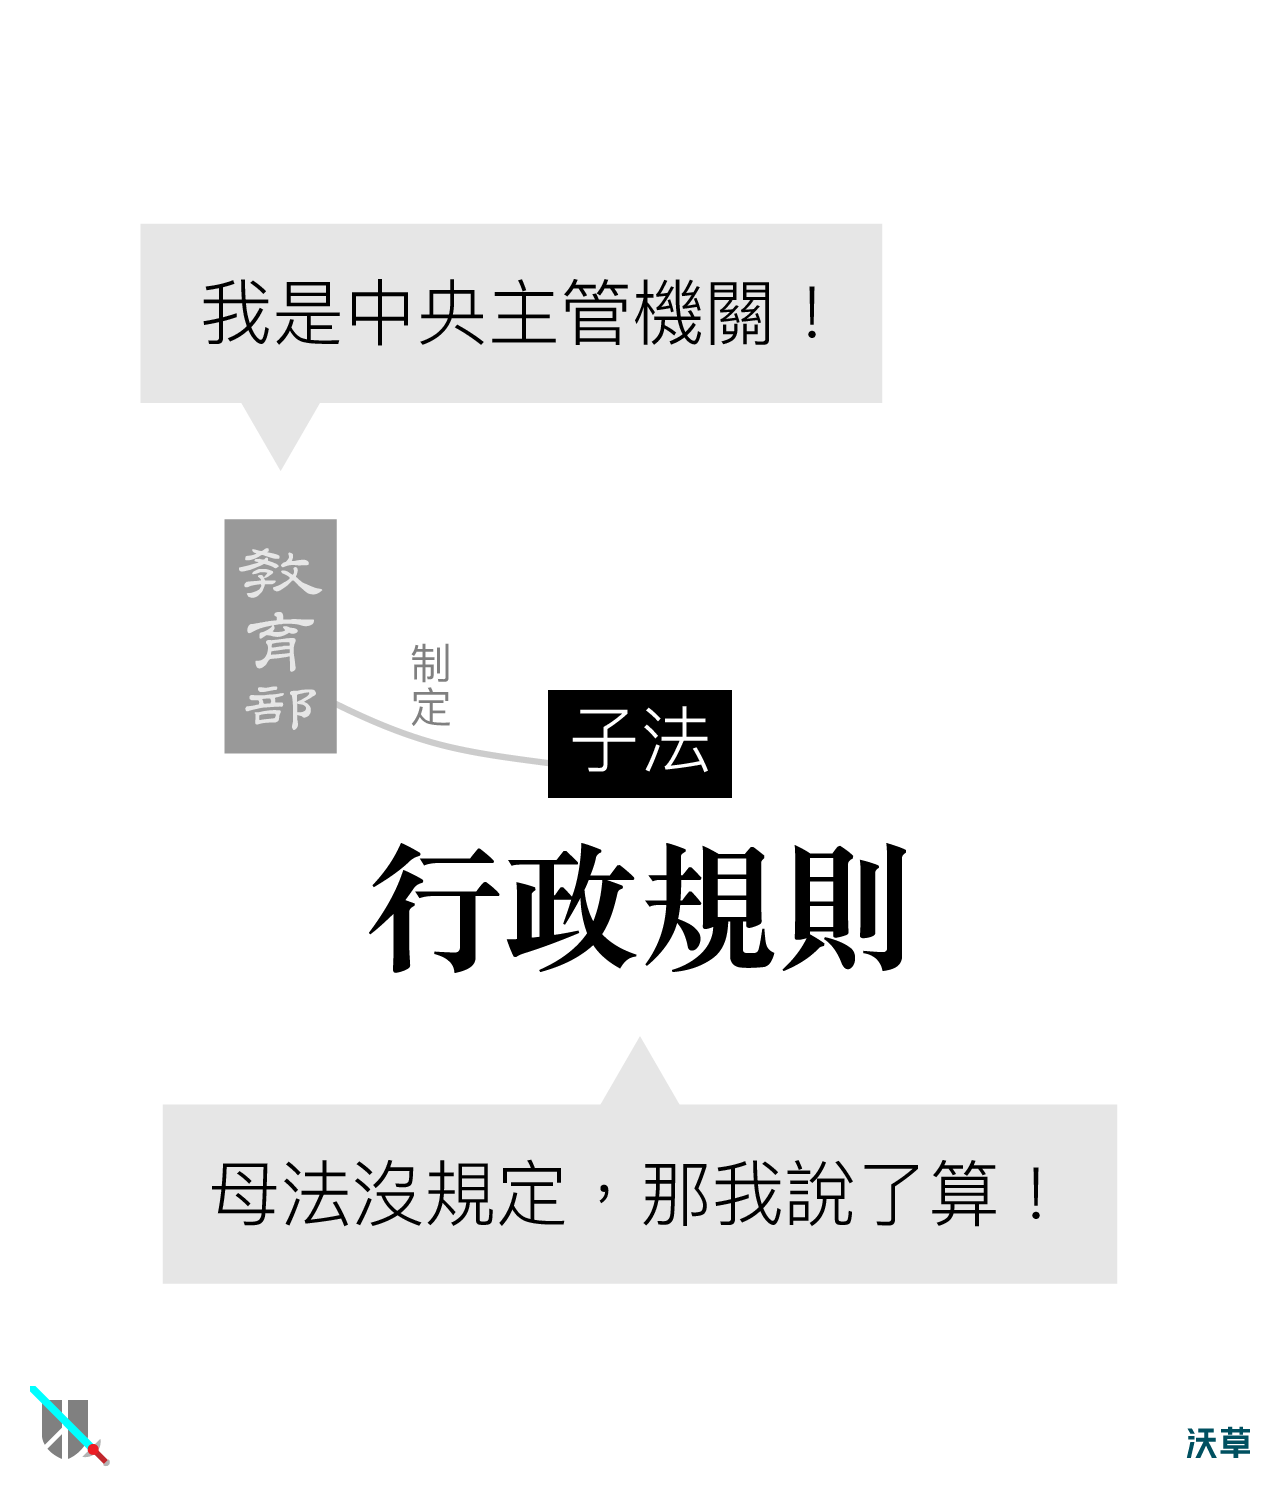 我是中央主管機關！
教育部
制定
子法
行政規則
母法沒規定，那我說了算！
沃草